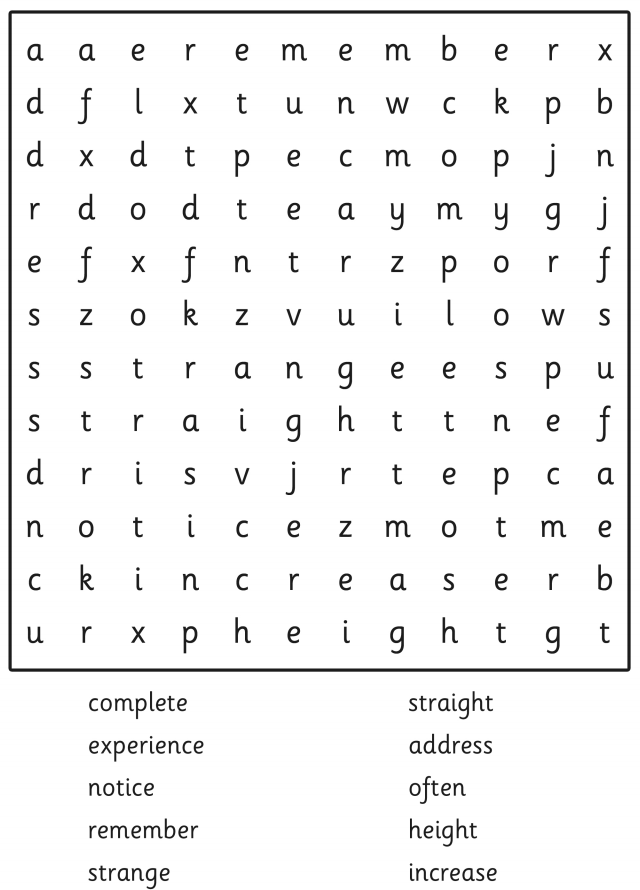 a a e r e m e m b e r x
d f l x t u n w c k p b
d x d t p e c m o p j n
r d o d t e a y m y g j
e f x f n t r z p o r f
s z o k z v u i l o w s
s s t r a n g e e s p u
s t r a i g h t t n e f
d r i s v j r t e p c a
n o t i c e z m o t m e
c k i n c r e a s e r b
u r x p h e i g h t g t
complete straight
experience address
notice often
remember height
strange increase